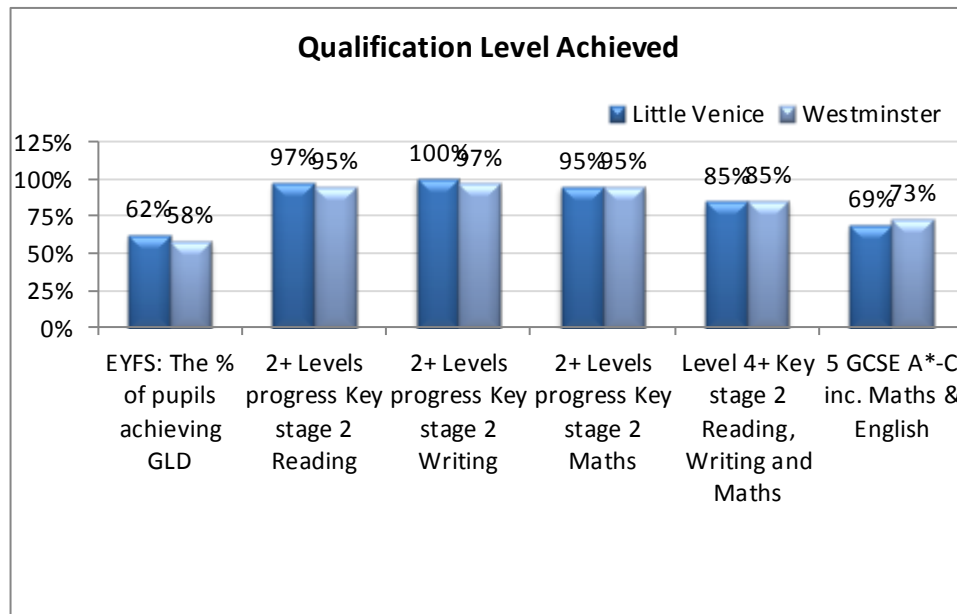 Qualification Level Achieved
Little Venice Westminster
125%
100%
75%
50%
25%
0%
62% 58%
97% 95%
100% 97%
95% 95%
85% 85%
69% 73%
EYFS: The %
of pupils
achieving
GLD
2+ Levels
progress Key
stage 2
Reading
2+ Levels
progress Key
stage 2
Writing
2+ Levels
progress Key
stage 2
Maths
Level 4+ Key
stage 2
Reading,
Writing and
Maths
5 GCSE A*-C
inc. Maths &
English